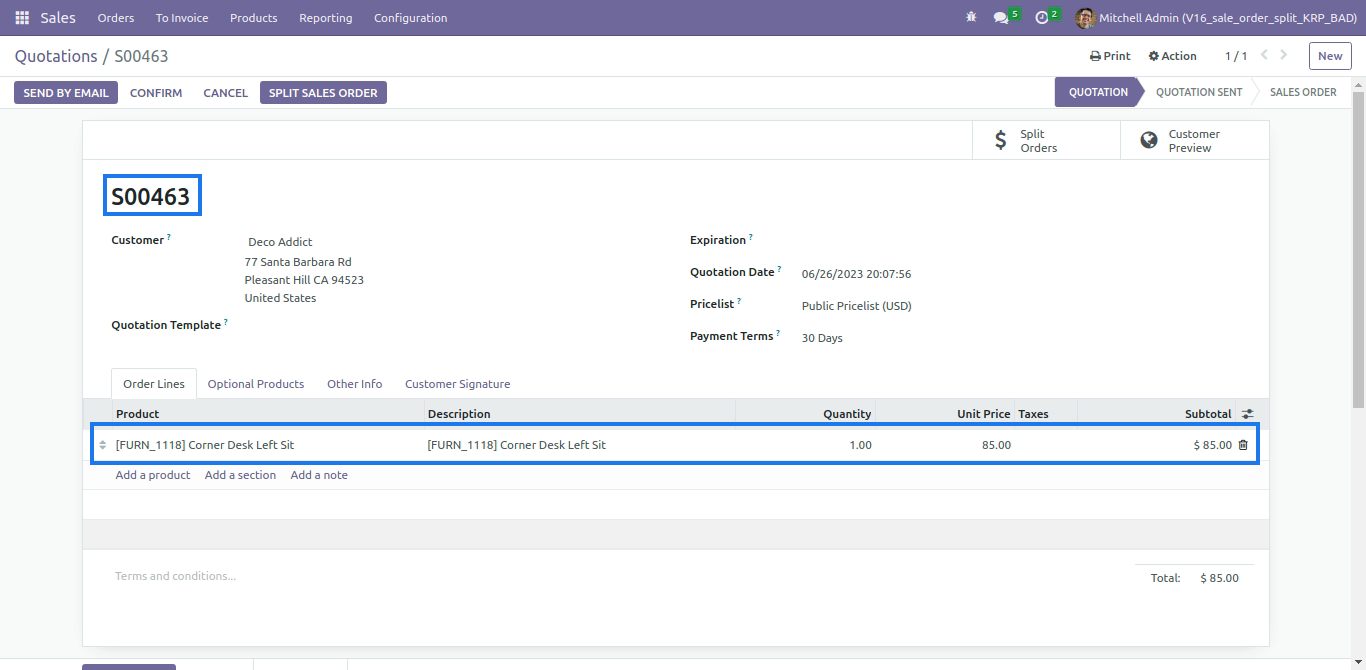 Sales Orders To Invoice Products Reporting Configuration 5 2 Mitchell Admin (V16_sale_order_split_KRP_BAD)
Quotations / S00463 Print Action 1 / 1 New
SEND BY EMAIL CONFIRM CANCEL SPLIT SALES ORDER QUOTATION QUOTATION SENT SALES ORDER
$ Split Orders
Customer Preview
S00463
Customer ? Deco Addict
77 Santa Barbara Rd
Pleasant Hill CA 94523
United States
Quotation Template ?
Expiration ?
Quotation Date ? 06/26/2023 20:07:56
Pricelist ? Public Pricelist (USD)
Payment Terms ? 30 Days
Order Lines Optional Products Other Info Customer Signature
Product Description Quantity Unit Price Taxes Subtotal
[FURN_1118] Corner Desk Left Sit [FURN_1118] Corner Desk Left Sit 1.00 85.00 $ 85.00
Add a product Add a section Add a note
Terms and conditions...
Total: $ 85.00